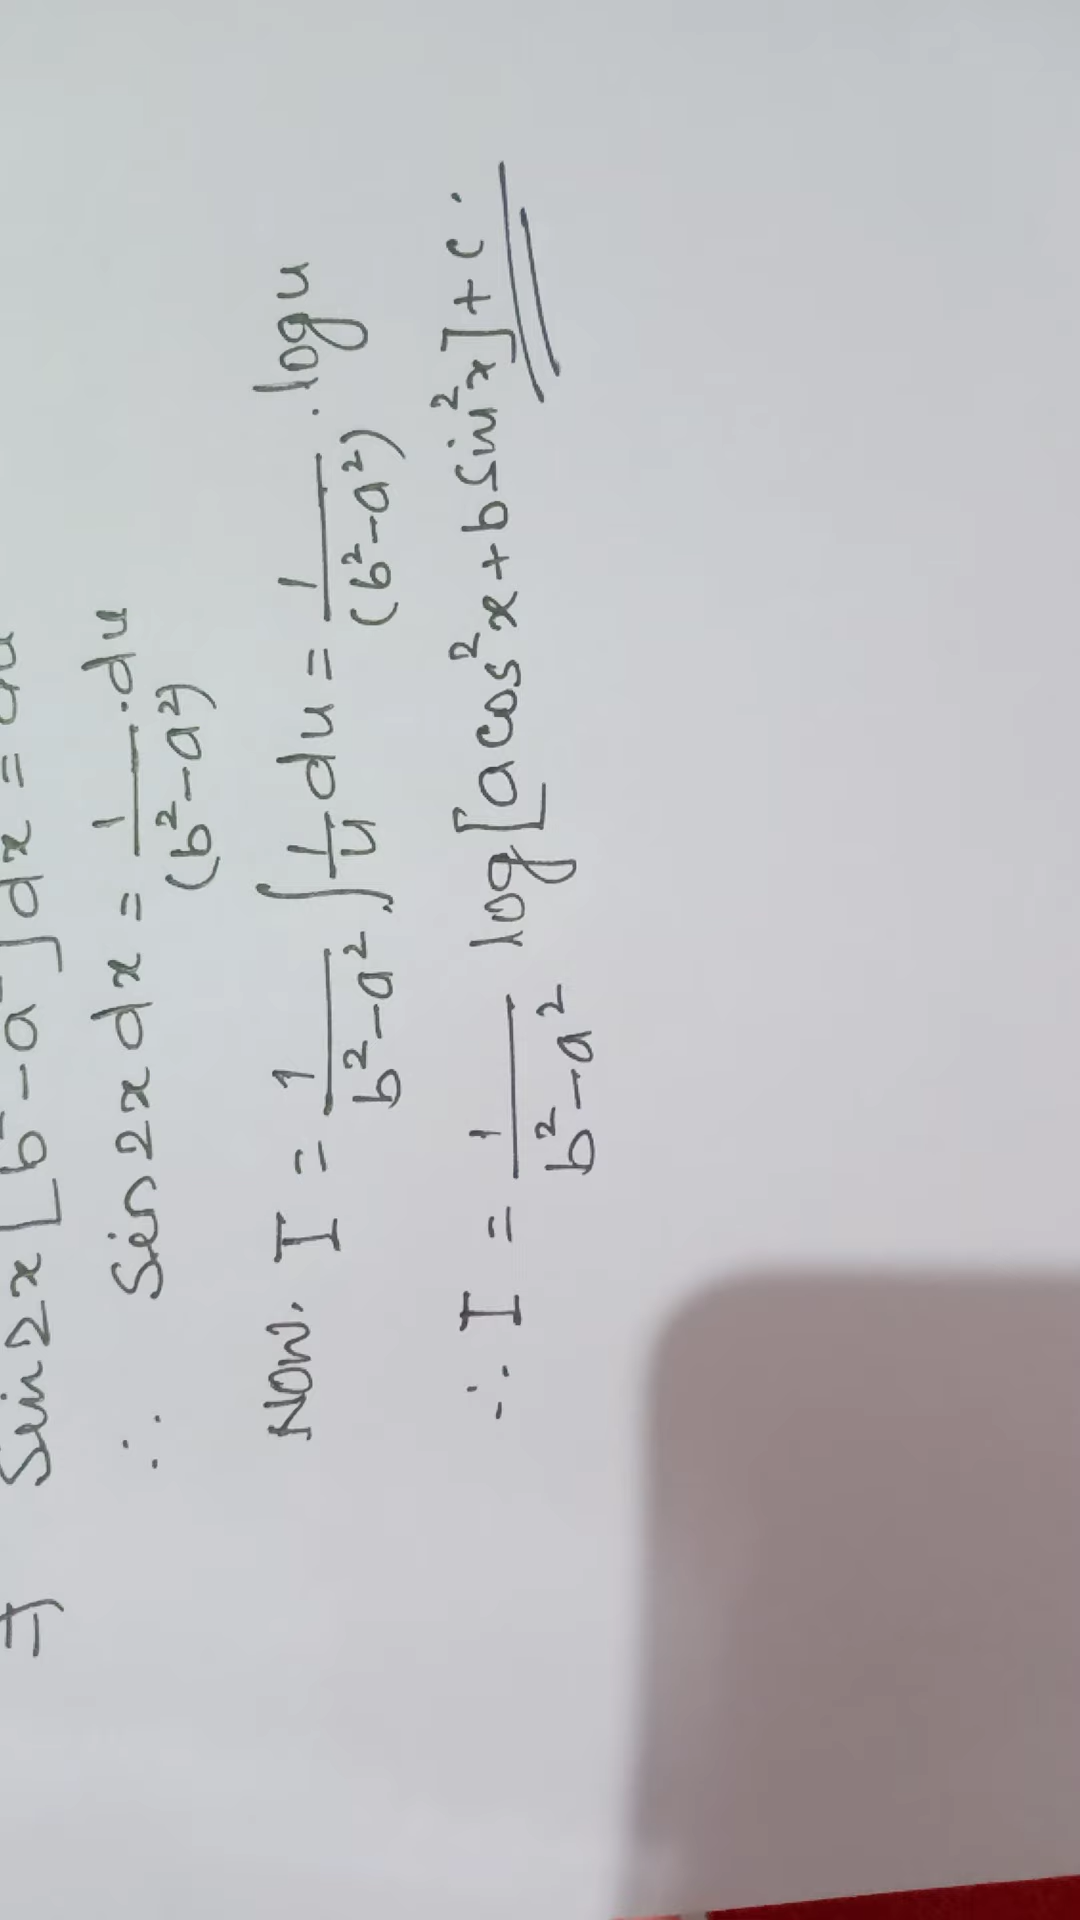 ⇒ Sin2x[b²-a²]dx = du
∴ Sin2x dx = 1/(b²-a²) .du
Now, I = 1/b²-a² . ∫ 1/u du = 1/(b²-a²) . log u
∴ I = 1/b²-a² log[a cos²x + b sin²x] + c.